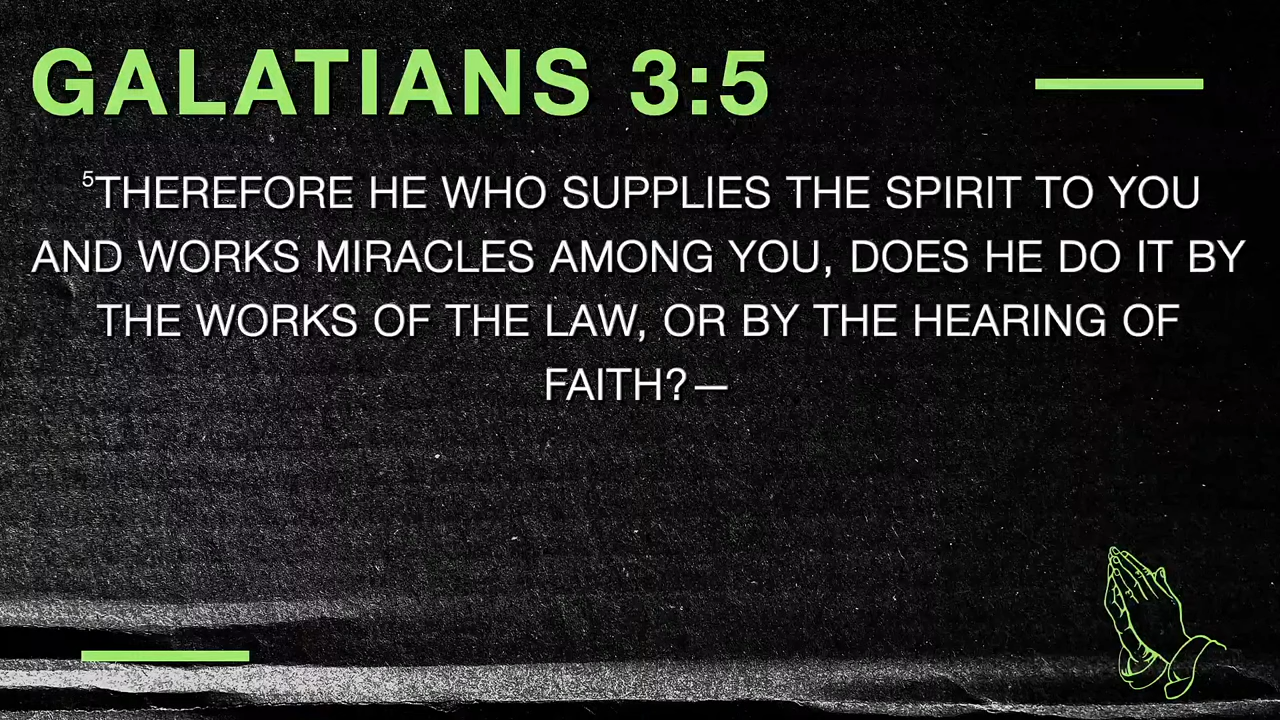 GALATIANS 3:5
⁵THEREFORE HE WHO SUPPLIES THE SPIRIT TO YOU
AND WORKS MIRACLES AMONG YOU, DOES HE DO IT BY
THE WORKS OF THE LAW, OR BY THE HEARING OF
FAITH?—